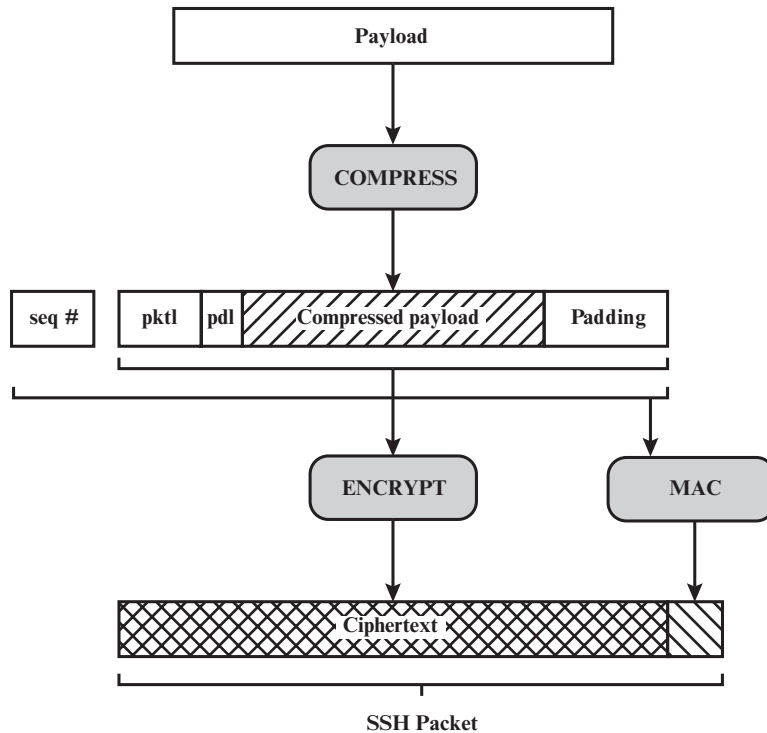 Payload
COMPRESS
seq #
pktl
pdl
Compressed payload
Padding
ENCRYPT
MAC
Ciphertext
SSH Packet